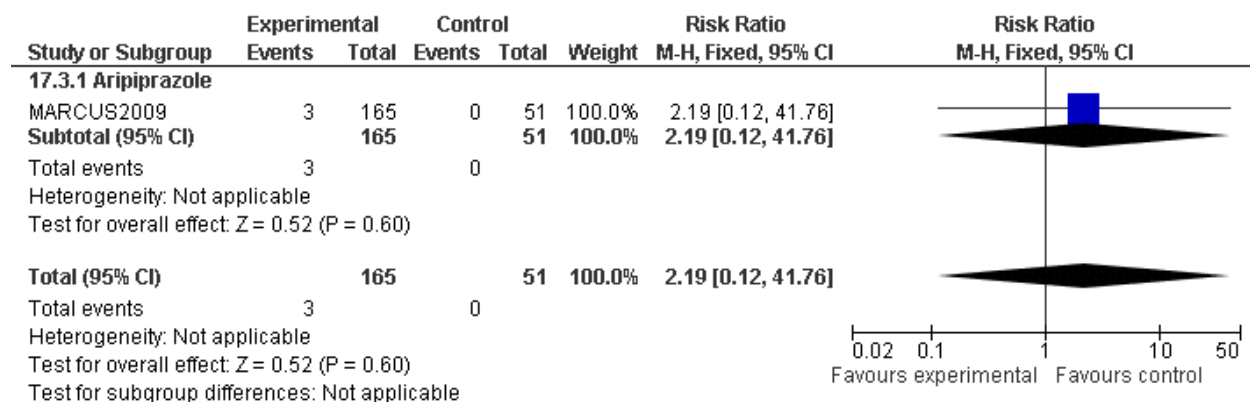 Experimental Control Risk Ratio Risk Ratio
Study or Subgroup Events Total Events Total Weight M-H, Fixed, 95% CI M-H, Fixed, 95% CI
17.3.1 Aripiprazole
MARCUS2009 3 165 0 51 100.0% 2.19 [0.12, 41.76]
Subtotal (95% CI) 165 51 100.0% 2.19 [0.12, 41.76]
Total events 3 0
Heterogeneity: Not applicable
Test for overall effect: Z = 0.52 (P = 0.60)
Total (95% CI) 165 51 100.0% 2.19 [0.12, 41.76]
Total events 3 0
Heterogeneity: Not applicable
Test for overall effect: Z = 0.52 (P = 0.60)
Test for subgroup differences: Not applicable
0.02 0.1 1 10 50
Favours experimental Favours control